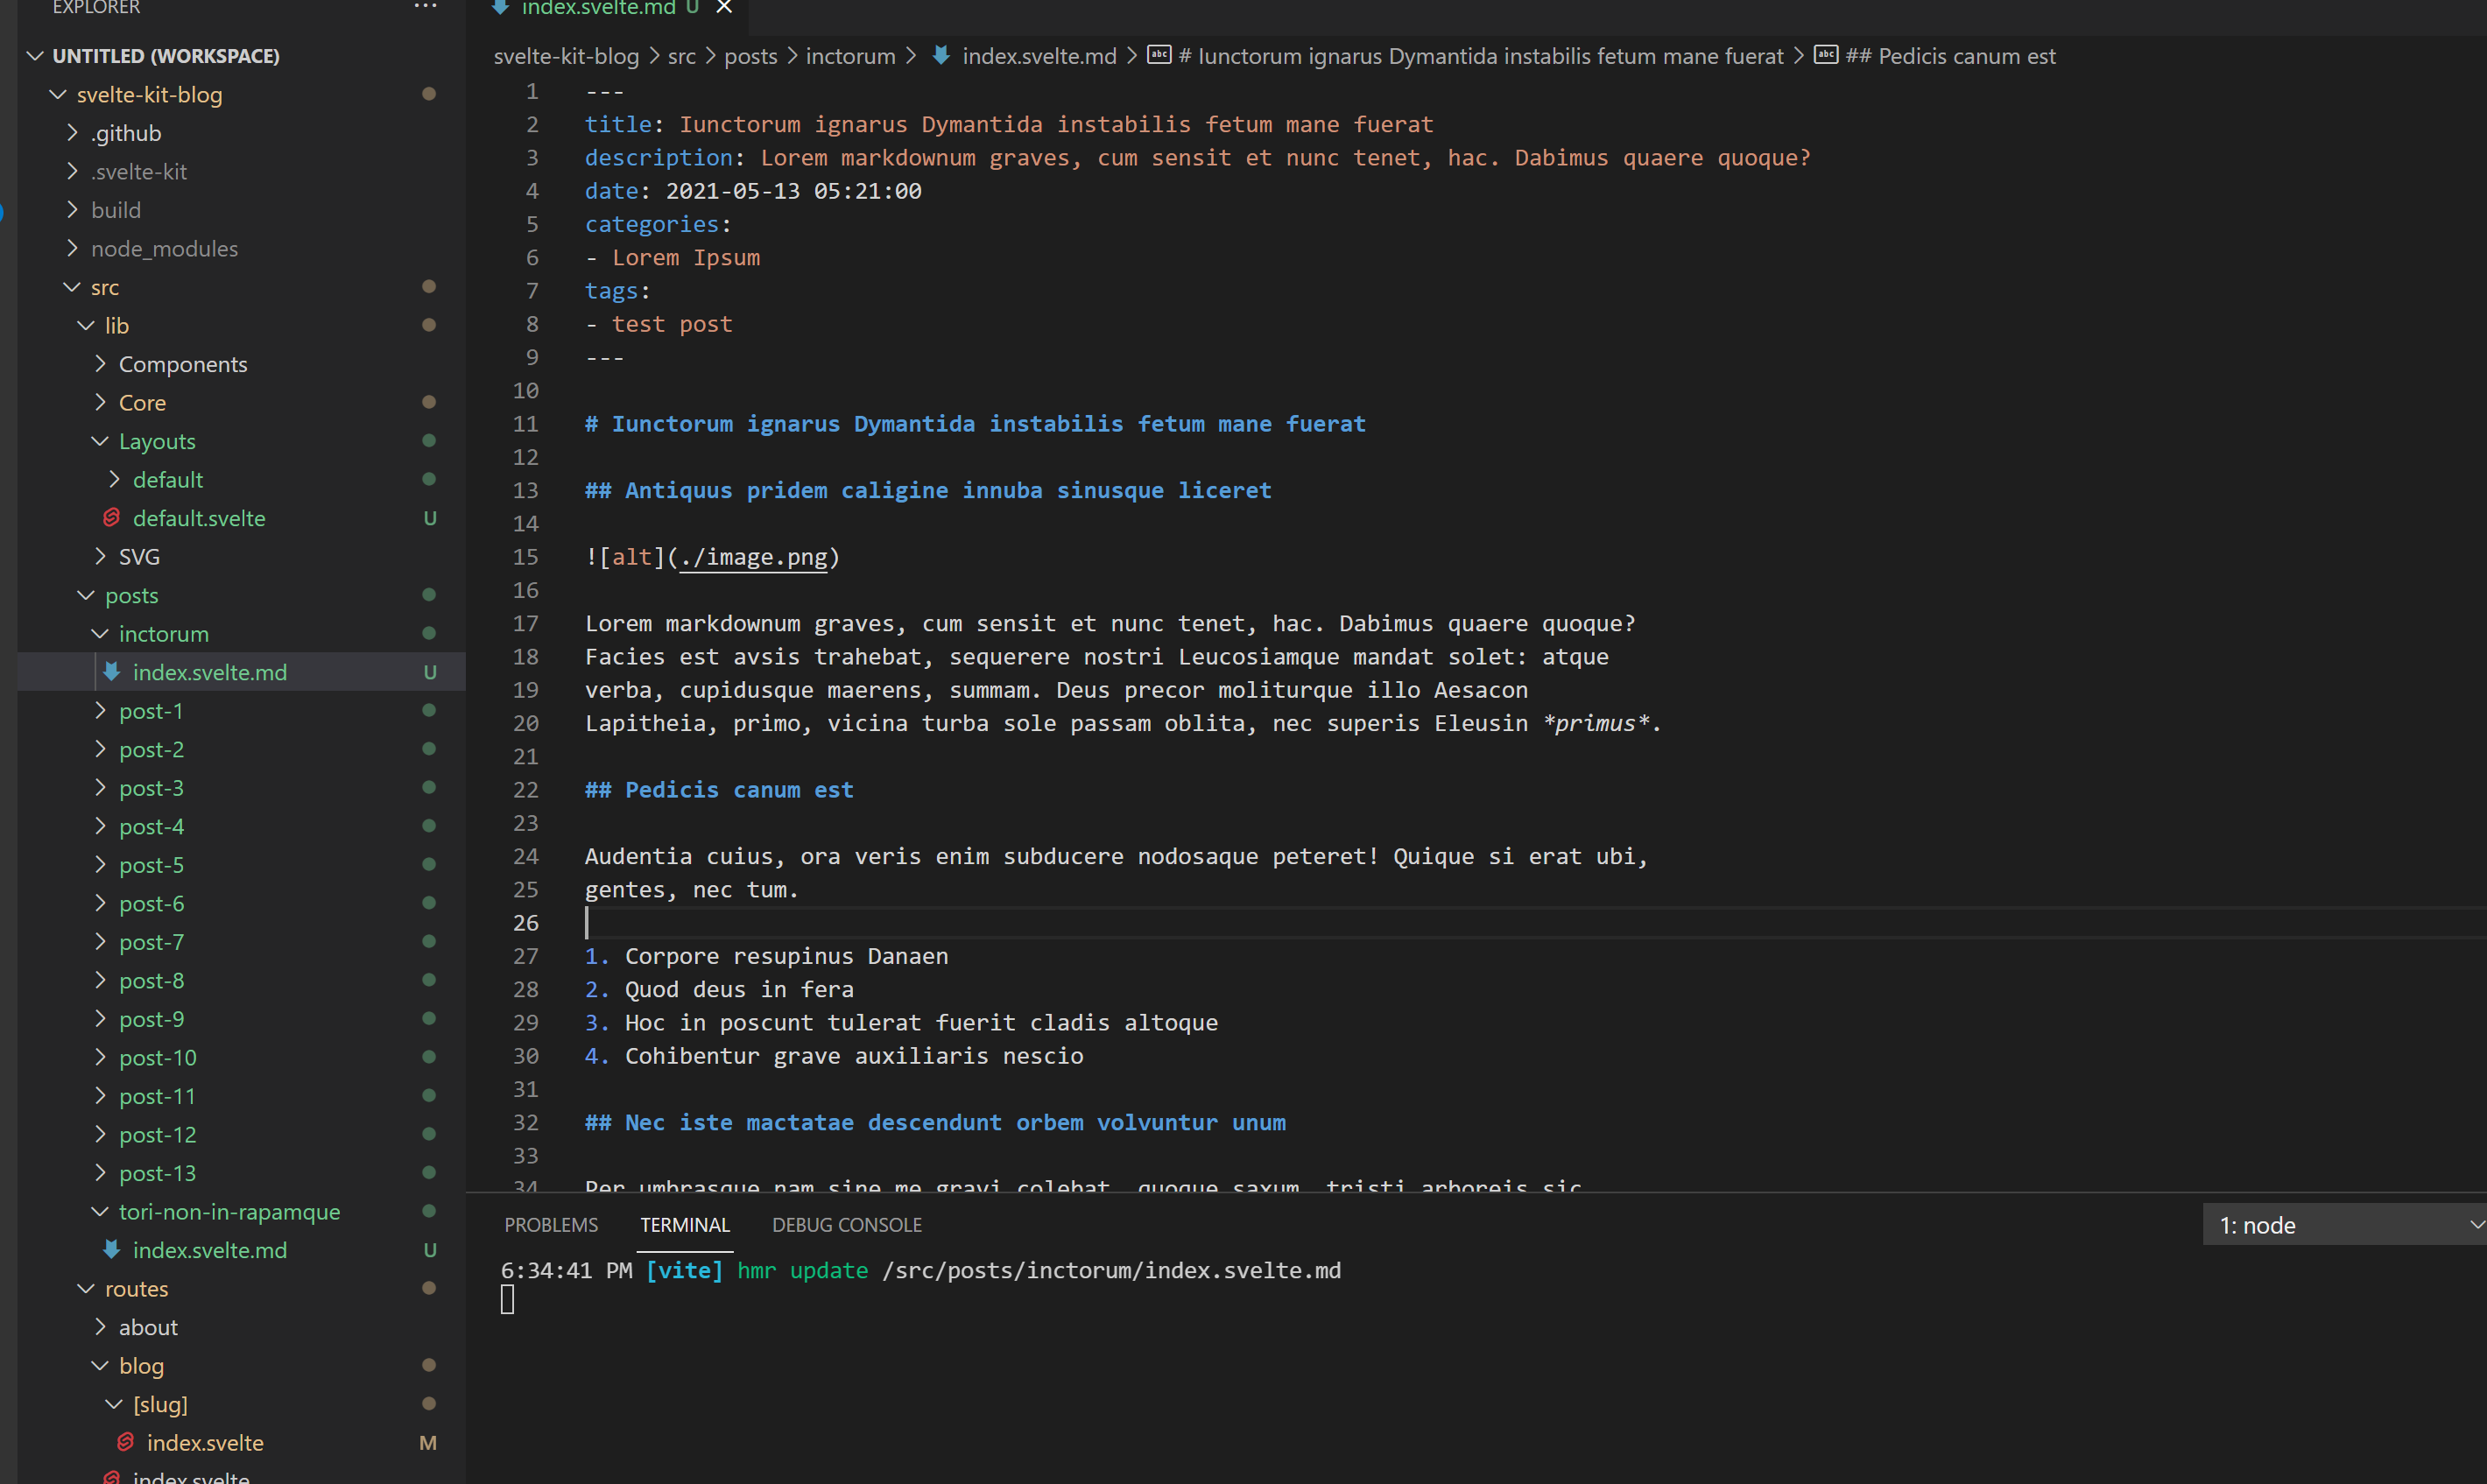 EXPLORER
UNTITLED (WORKSPACE)
svelte-kit-blog
.github
.svelte-kit
build
node_modules
src
lib
Components
Core
Layouts
default
default.svelte U
SVG
posts
inctorum
index.svelte.md U
post-1
post-2
post-3
post-4
post-5
post-6
post-7
post-8
post-9
post-10
post-11
post-12
post-13
tori-non-in-rapamque
index.svelte.md U
routes
about
blog
[slug]
index.svelte M
index.svelte
index.svelte.md U
svelte-kit-blog > src > posts > inctorum > index.svelte.md > abc # Iunctorum ignarus Dymantida instabilis fetum mane fuerat > abc ## Pedicis canum est
1 ---
2 title: Iunctorum ignarus Dymantida instabilis fetum mane fuerat
3 description: Lorem markdownum graves, cum sensit et nunc tenet, hac. Dabimus quaere quoque?
4 date: 2021-05-13 05:21:00
5 categories:
6 - Lorem Ipsum
7 tags:
8 - test post
9 ---
10
11 # Iunctorum ignarus Dymantida instabilis fetum mane fuerat
12
13 ## Antiquus pridem caligine innuba sinusque liceret
14
15 ![alt](./image.png)
16
17 Lorem markdownum graves, cum sensit et nunc tenet, hac. Dabimus quaere quoque?
18 Facies est avsis trahebat, sequerere nostri Leucosiamque mandat solet: atque
19 verba, cupidusque maerens, summam. Deus precor moliturque illo Aesacon
20 Lapitheia, primo, vicina turba sole passam oblita, nec superis Eleusin *primus*.
21
22 ## Pedicis canum est
23
24 Audentia cuius, ora veris enim subducere nodosaque peteret! Quique si erat ubi,
25 gentes, nec tum.
26
27 1. Corpore resupinus Danaen
28 2. Quod deus in fera
29 3. Hoc in poscunt tulerat fuerit cladis altoque
30 4. Cohibentur grave auxiliaris nescio
31
32 ## Nec iste mactatae descendunt orbem volvuntur unum
33
34 Per umbrasque nam sine me gravi colebat, quoque saxum, tristi arboreis sic
PROBLEMS TERMINAL DEBUG CONSOLE 1: node
6:34:41 PM [vite] hmr update /src/posts/inctorum/index.svelte.md